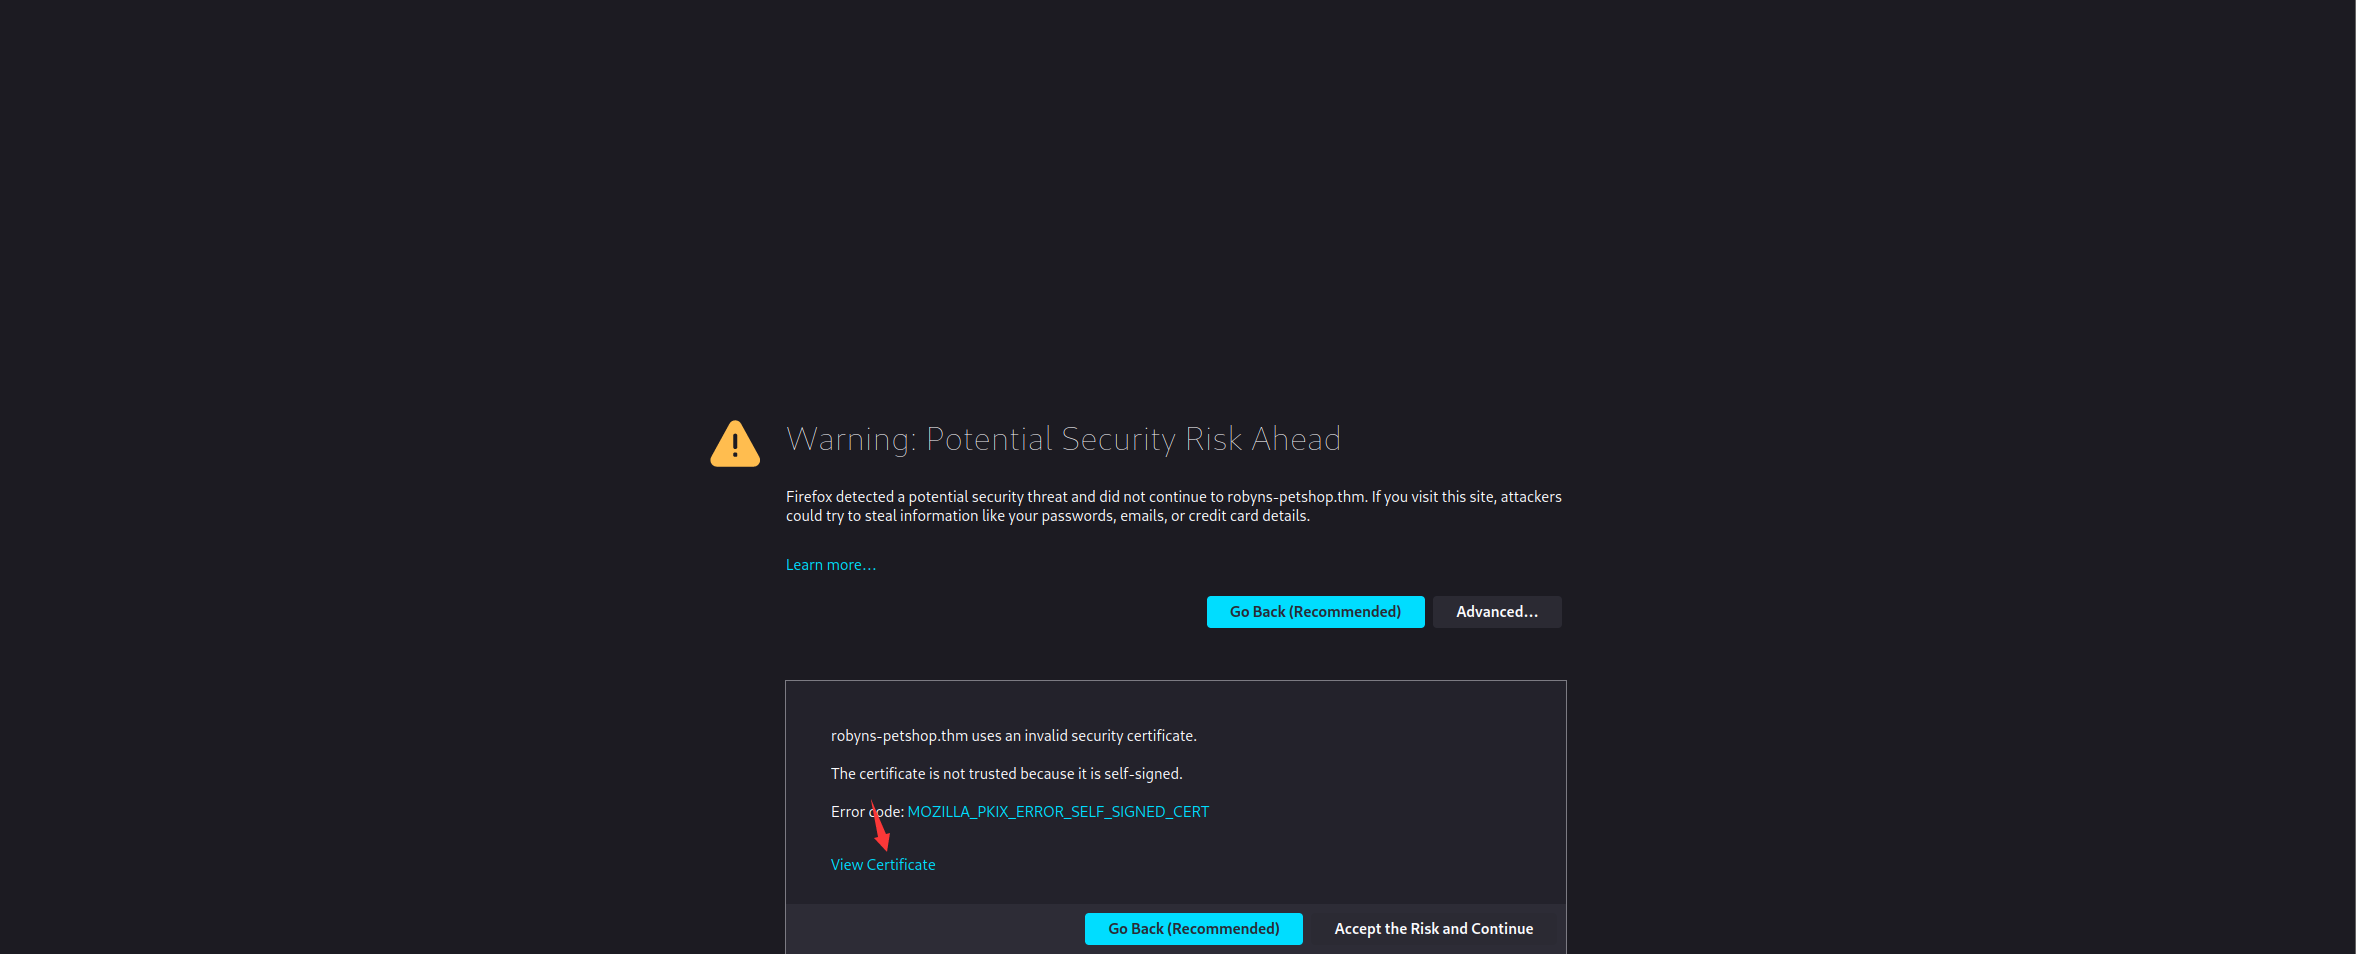 Warning: Potential Security Risk Ahead
Firefox detected a potential security threat and did not continue to robyns-petshop.thm. If you visit this site, attackers
could try to steal information like your passwords, emails, or credit card details.
Learn more…
Go Back (Recommended)
Advanced…
robyns-petshop.thm uses an invalid security certificate.
The certificate is not trusted because it is self-signed.
Error code: MOZILLA_PKIX_ERROR_SELF_SIGNED_CERT
View Certificate
Go Back (Recommended)
Accept the Risk and Continue